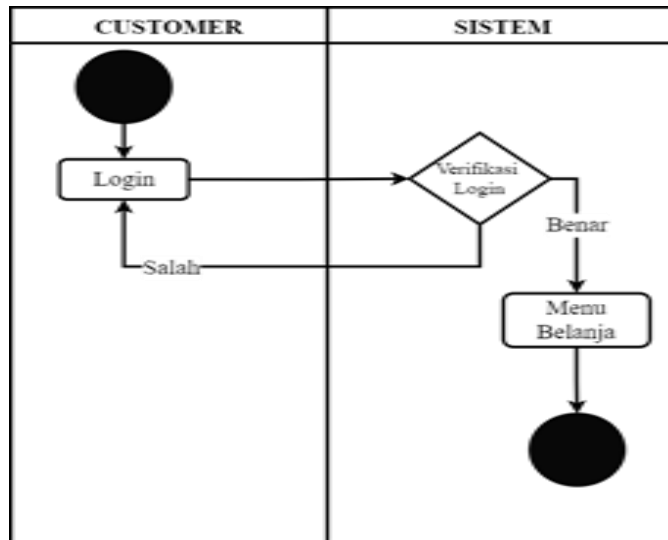 CUSTOMER
SISTEM
Login
Verifikasi
Login
Benar
Salah
Menu
Belanja